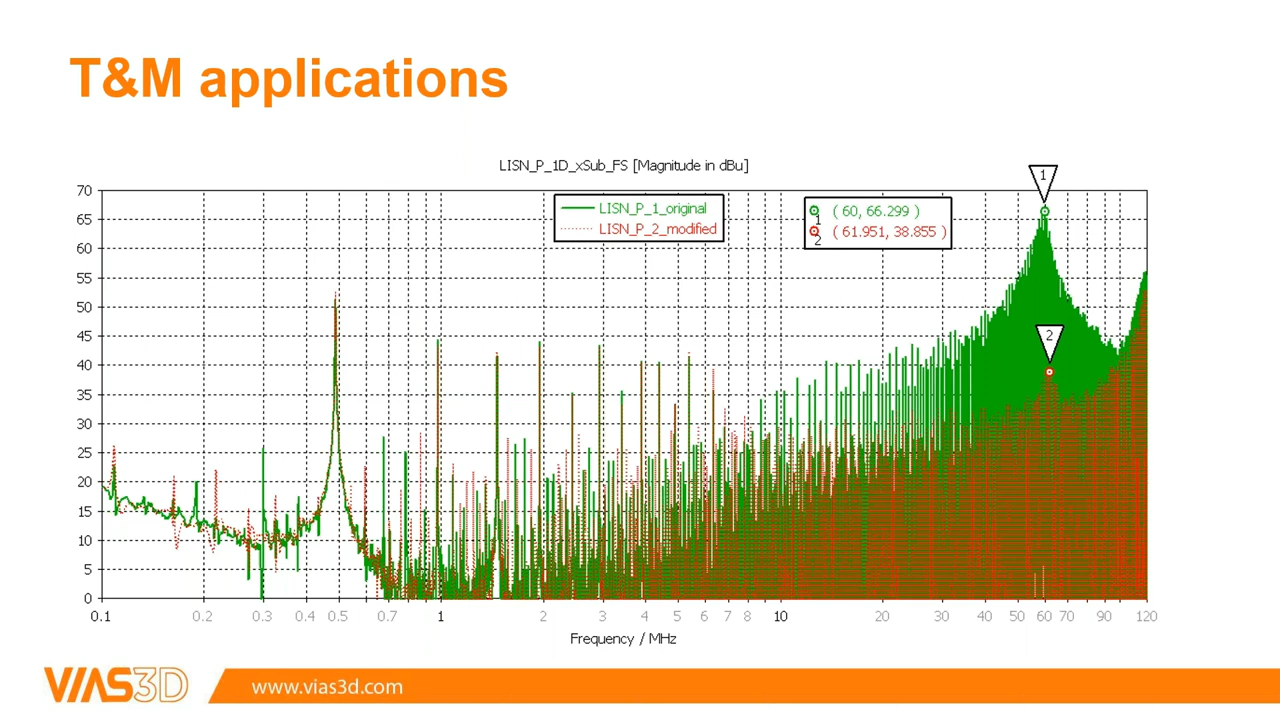 T&M applications
LISN_P_1D_xSub_FS [Magnitude in dBu]
1
70
65
60
55
50
45
40
35
30
25
20
15
10
5
0
LISN_P_1_original
LISN_P_2_modified
1 ( 60, 66.299 )
2 ( 61.951, 38.855 )
2
0.1 0.2 0.3 0.4 0.5 0.7 1 2 3 4 5 6 7 8 10 20 30 40 50 60 70 90 120
Frequency / MHz
VIAS3D
www.vias3d.com